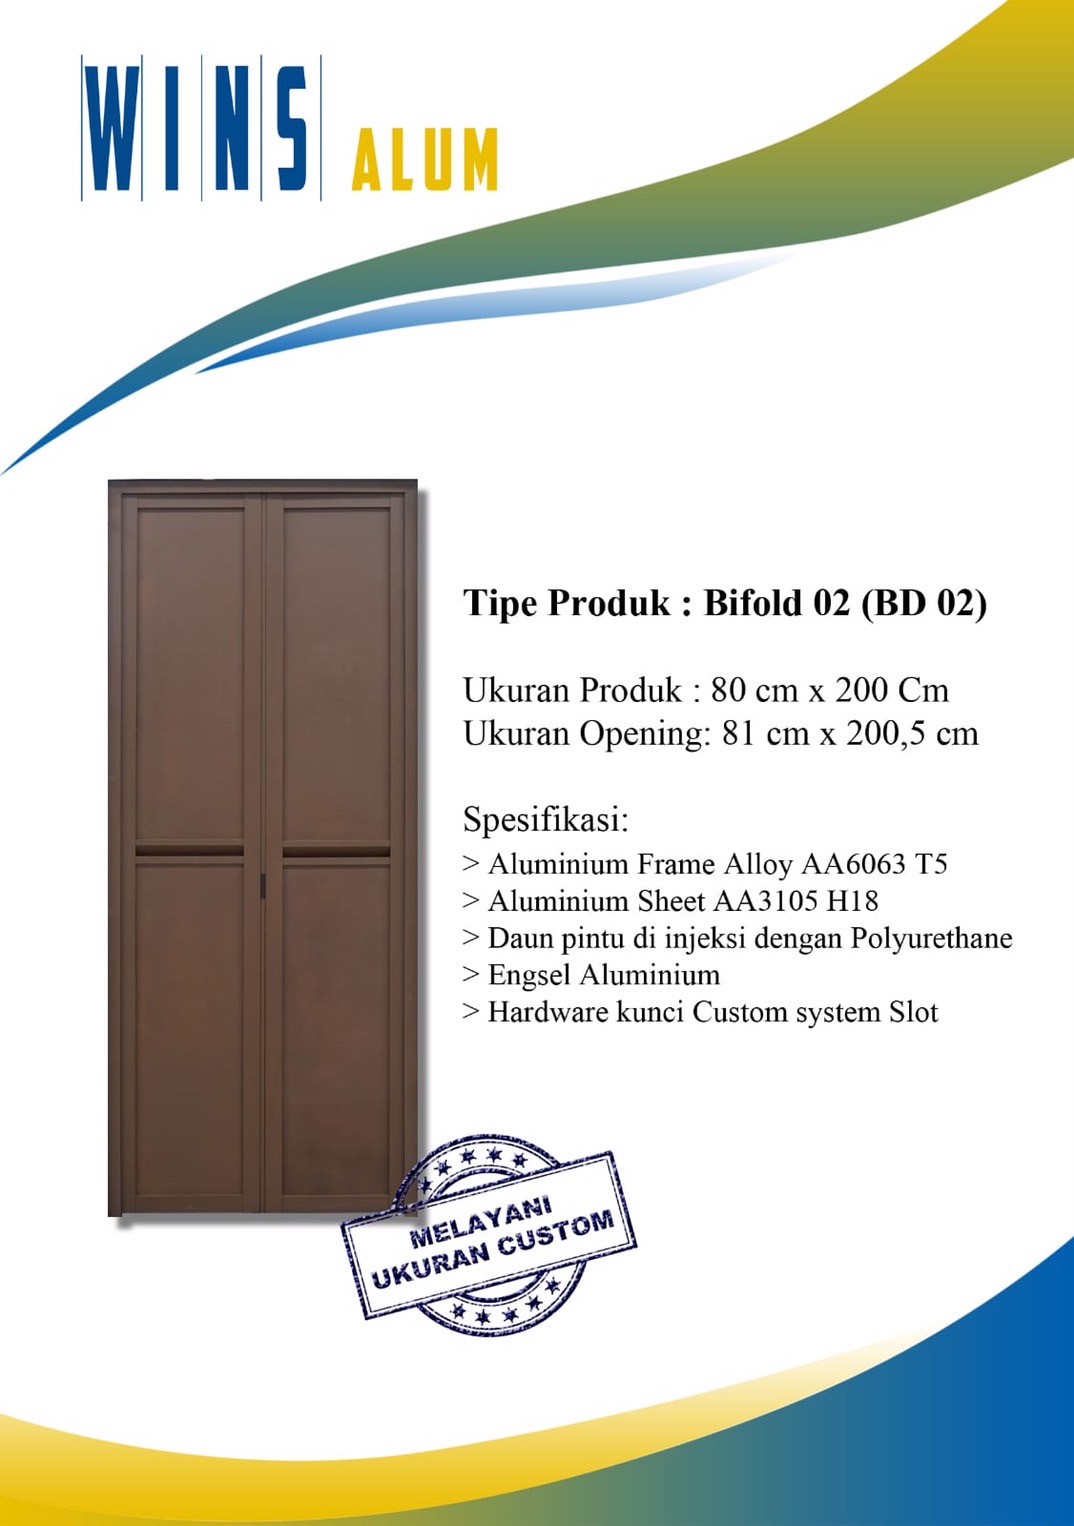 WINS ALUM
Tipe Produk : Bifold 02 (BD 02)
Ukuran Produk : 80 cm x 200 Cm
Ukuran Opening: 81 cm x 200,5 cm
Spesifikasi:
> Aluminium Frame Alloy AA6063 T5
> Aluminium Sheet AA3105 H18
> Daun pintu di injeksi dengan Polyurethane
> Engsel Aluminium
> Hardware kunci Custom system Slot
MELAYANI
UKURAN CUSTOM